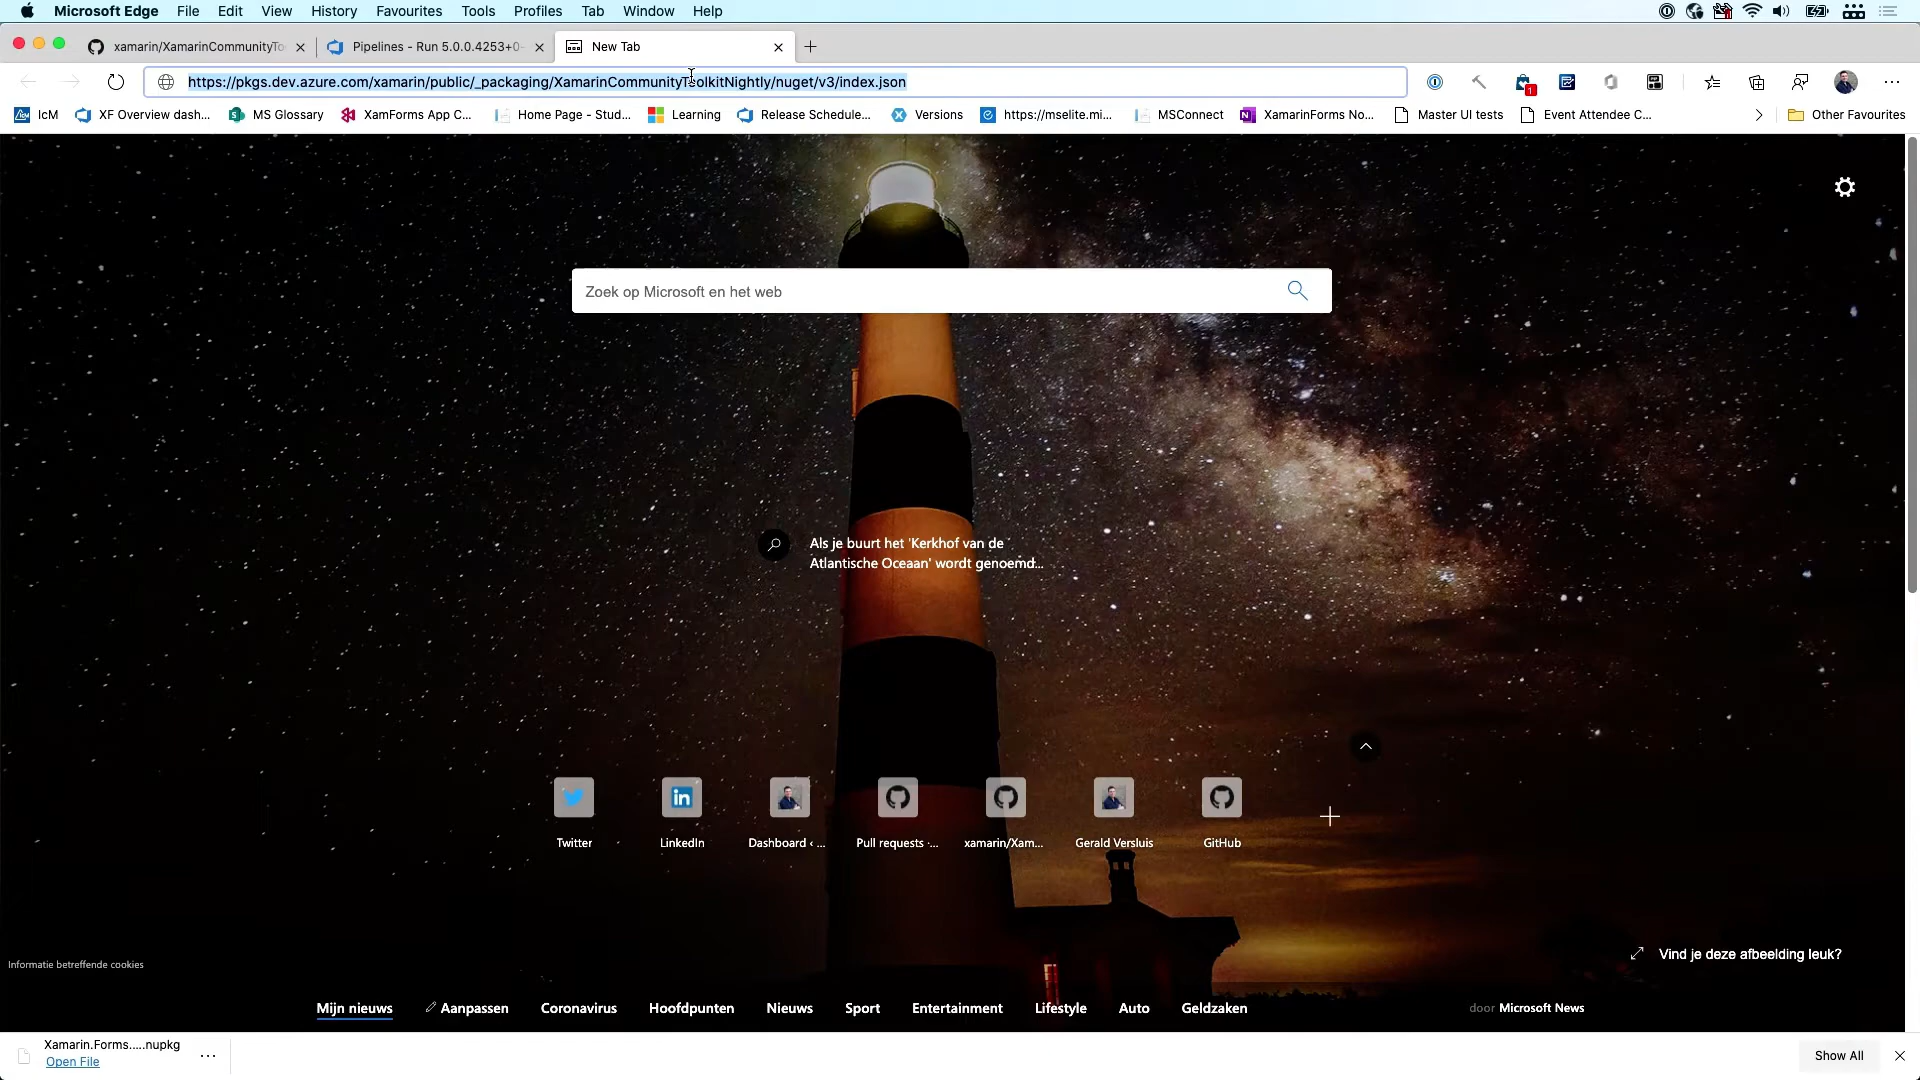 Microsoft Edge File Edit View History Favourites Tools Profiles Tab Window Help
xamarin/XamarinCommunityTo
Pipelines - Run 5.0.0.4253+0-
New Tab
https://pkgs.dev.azure.com/xamarin/public/_packaging/XamarinCommunityToolkitNightly/nuget/v3/index.json
1
IcM XF Overview dash... MS Glossary XamForms App C... Home Page - Stud... Learning Release Schedule... Versions https://mselite.mi... MSConnect XamarinForms No... Master UI tests Event Attendee C... Other Favourites
Zoek op Microsoft en het web
Als je buurt het 'Kerkhof van de
Atlantische Oceaan' wordt genoemd...
Twitter LinkedIn Dashboard ‹ ... Pull requests ·... xamarin/Xam... Gerald Versluis GitHub
Vind je deze afbeelding leuk?
Informatie betreffende cookies
Mijn nieuws Aanpassen Coronavirus Hoofdpunten Nieuws Sport Entertainment Lifestyle Auto Geldzaken door Microsoft News
Xamarin.Forms.....nupkg
Open File
Show All